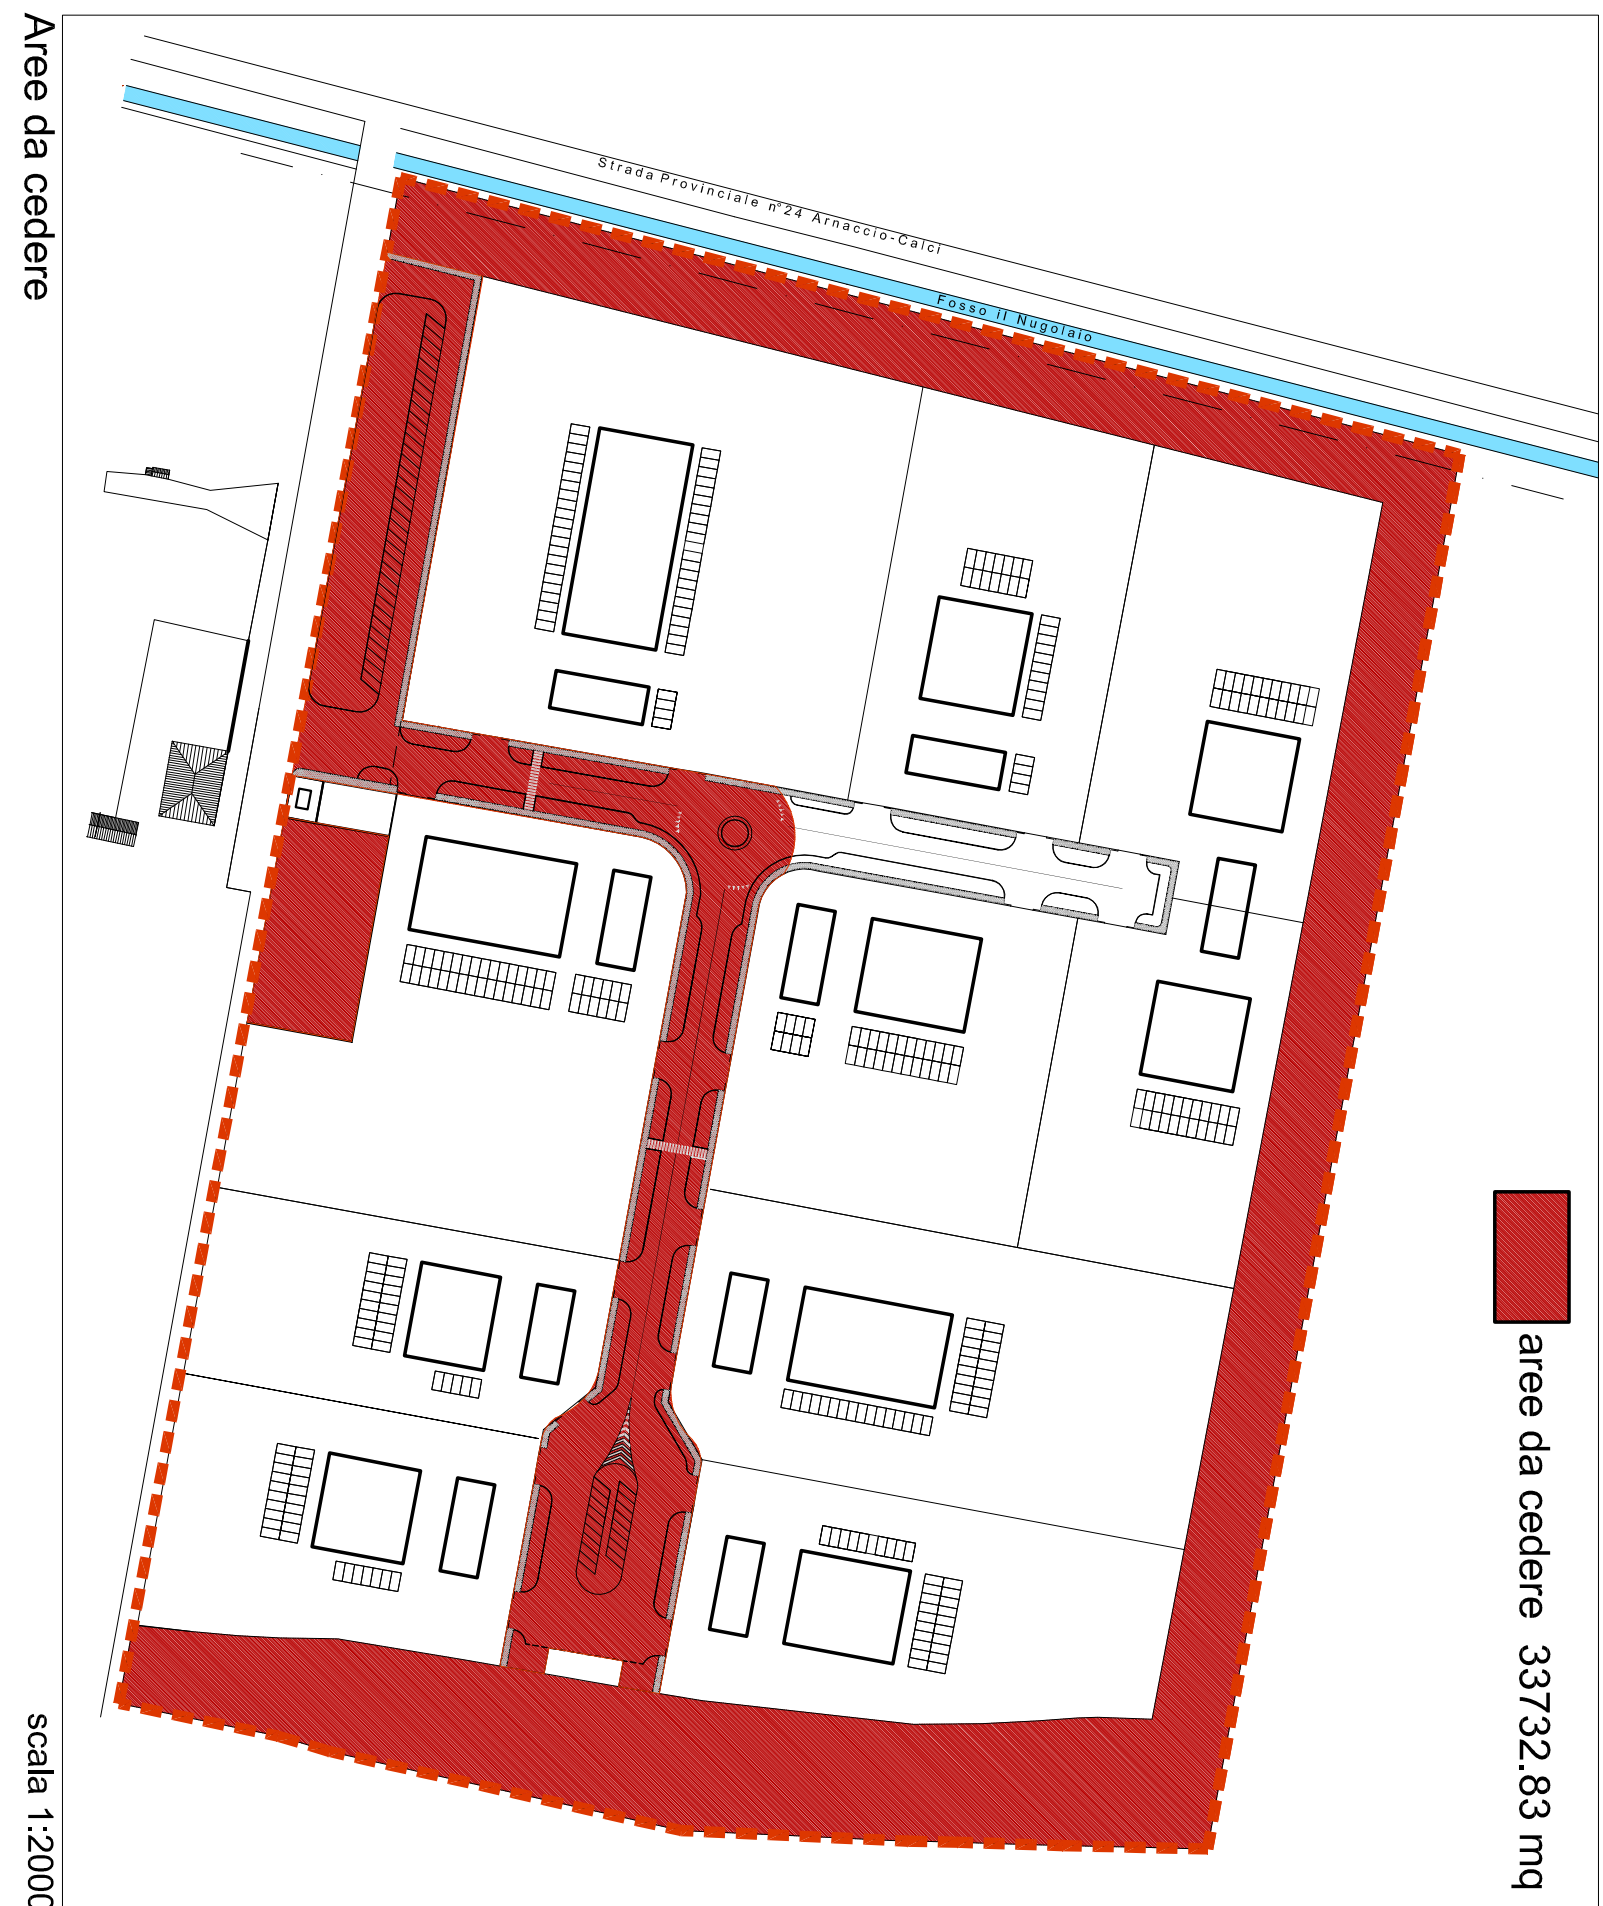 Aree da cedere
scala 1:2000
Strada Provinciale n°24 Arnaccio-Calci
Fosso il Nugolaio
aree da cedere 33732.83 mq